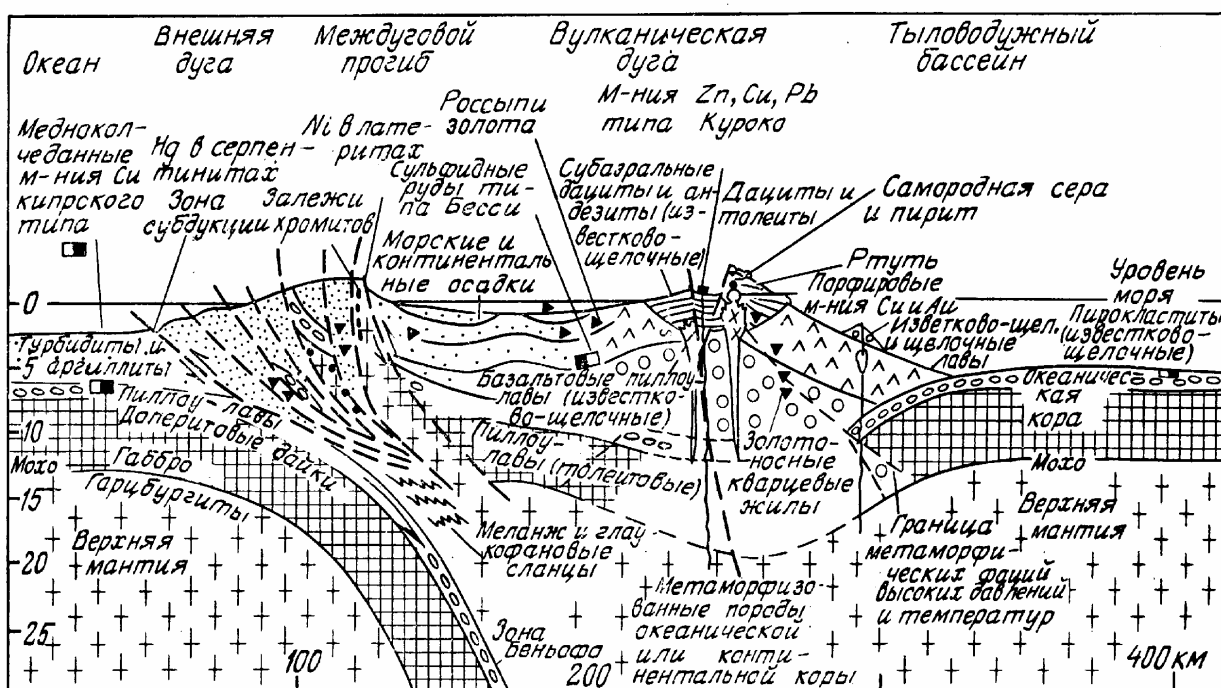 Океан
Внешняя
дуга
Междуговой
прогиб
Вулканическая
дуга
Тыловодужный
бассейн
Меднокол-
чеданные
м-ния Cu
кипрского
типа
Hg в серпен-
тинитах
Зона
субдукции
Залежи
хромитов
Ni в лате-
ритах
Россыпи
золота
Сульфидные
руды ти-
па Бесси
Морские и
континенталь
ные осадки
М-ния Zn, Cu, Pb
типа Куроко
Субаэральные
дациты и ан-
дезиты (из-
вестково-
щелочные)
Дациты и
толеиты
Самородная сера
и пирит
Ртуть
Порфировые
м-ния Cu и Au
Изветково-щел.
и щелочные
лавы
Уровень
моря
Пирокластиты
(известково-
щелочные)
Океаничес-
кая
кора
Мохо
Верхняя
мантия
0
5
10
Мохо
15
20
25
Турбидиты и
аргиллиты
Пиллоу-лавы
Долеритовые дайки
Габбро
Гарцбургиты
Верхняя
мантия
Базальтовые пиллоу-
лавы (известко-
во-щелочные)
Пиллоу-
лавы (толеитовые)
Меланж и глау
кофановые
сланцы
Золото-
носные
кварцевые
жилы
Граница
метаморфи-
ческих фаций
высоких давлений
и температур
Метаморфизо-
ванные породы
океанической
или конти-
нентальной коры
Зона
Беньофа
100
200
400 км